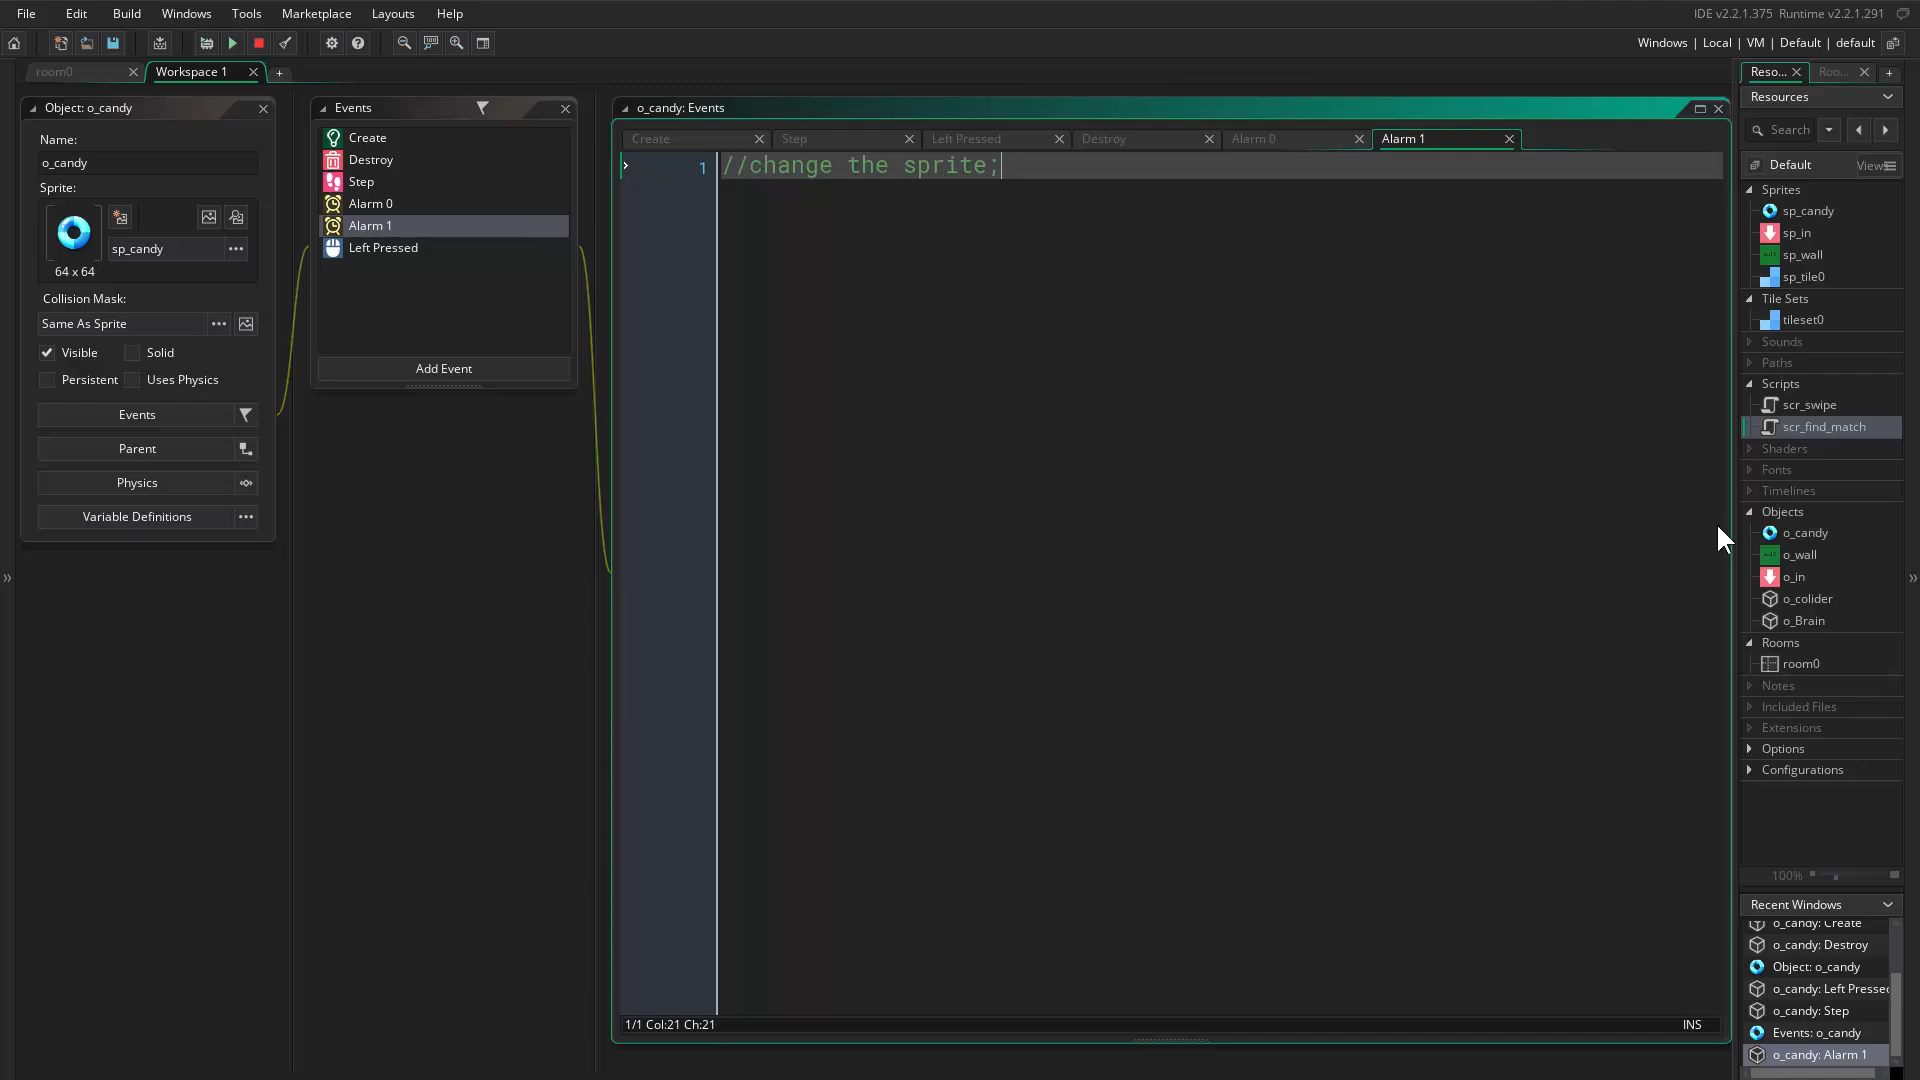 File Edit Build Windows Tools Marketplace Layouts Help
IDE v2.2.1.375 Runtime v2.2.1.291
Windows | Local | VM | Default | default
room0
Workspace 1
Reso...
Roo...
Object: o_candy
Name:
o_candy
Sprite:
sp_candy
64 x 64
Collision Mask:
Same As Sprite
Visible
Solid
Persistent
Uses Physics
Events
Parent
Physics
Variable Definitions
Events
Create
Destroy
Step
Alarm 0
Alarm 1
Left Pressed
Add Event
o_candy: Events
Create
Step
Left Pressed
Destroy
Alarm 0
Alarm 1
1
//change the sprite;
1/1 Col:21 Ch:21
INS
Resources
Search
Default
View
Sprites
sp_candy
sp_in
sp_wall
sp_tile0
Tile Sets
tileset0
Sounds
Paths
Scripts
scr_swipe
scr_find_match
Shaders
Fonts
Timelines
Objects
o_candy
o_wall
o_in
o_colider
o_Brain
Rooms
room0
Notes
Included Files
Extensions
Options
Configurations
100%
Recent Windows
o_candy: Create
o_candy: Destroy
Object: o_candy
o_candy: Left Pressed
o_candy: Step
Events: o_candy
o_candy: Alarm 1